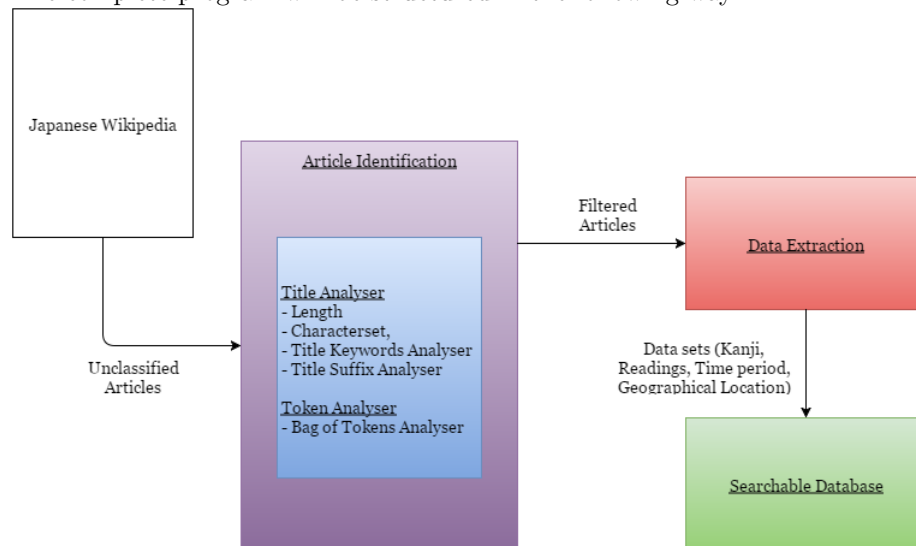 Japanese Wikipedia
Article Identification
Title Analyser
- Length
- Characterset,
- Title Keywords Analyser
- Title Suffix Analyser
Token Analyser
- Bag of Tokens Analyser
Unclassified
Articles
Filtered
Articles
Data Extraction
Data sets (Kanji,
Readings, Time period,
Geographical Location)
Searchable Database